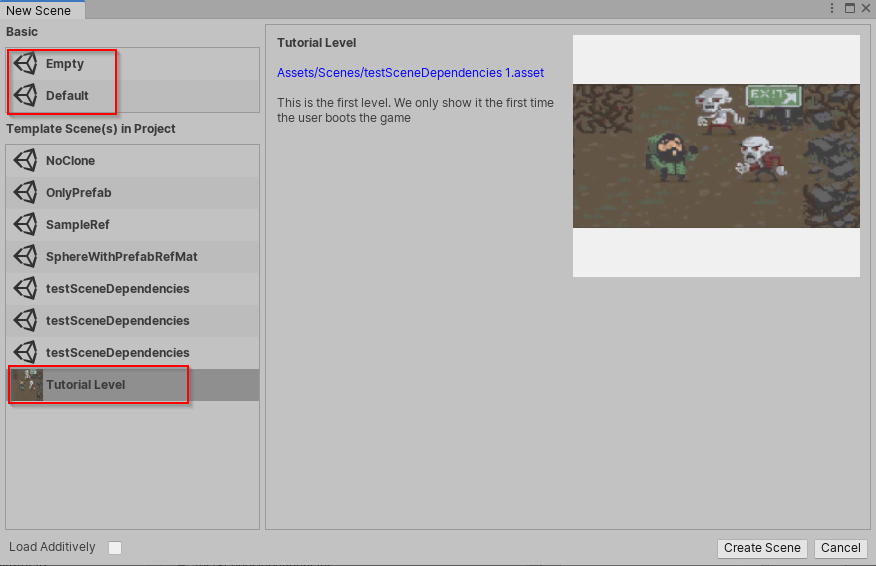 New Scene
Basic
Empty
Default
Template Scene(s) in Project
NoClone
OnlyPrefab
SampleRef
SphereWithPrefabRefMat
testSceneDependencies
testSceneDependencies
testSceneDependencies
Tutorial Level
Tutorial Level
Assets/Scenes/testSceneDependencies 1.asset
This is the first level. We only show it the first time
the user boots the game
EXIT
Load Additively
Create Scene
Cancel